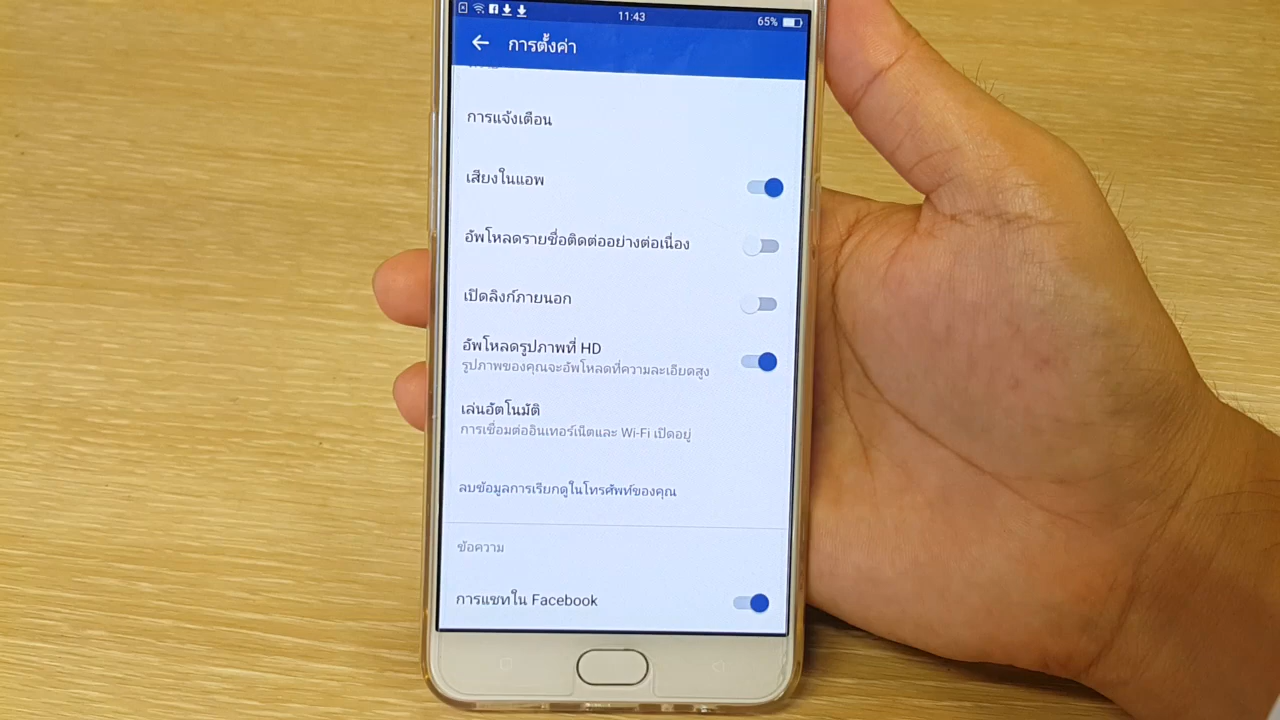 11:43
65%
การตั้งค่า
การแจ้งเตือน
เสียงในแอพ
อัพโหลดรายชื่อติดต่ออย่างต่อเนื่อง
เปิดลิงก์ภายนอก
อัพโหลดรูปภาพที่ HD
รูปภาพของคุณจะอัพโหลดที่ความละเอียดสูง
เล่นอัตโนมัติ
การเชื่อมต่ออินเทอร์เน็ตและ Wi-Fi เปิดอยู่
ลบข้อมูลการเรียกดูในโทรศัพท์ของคุณ
ข้อความ
การแชทใน Facebook